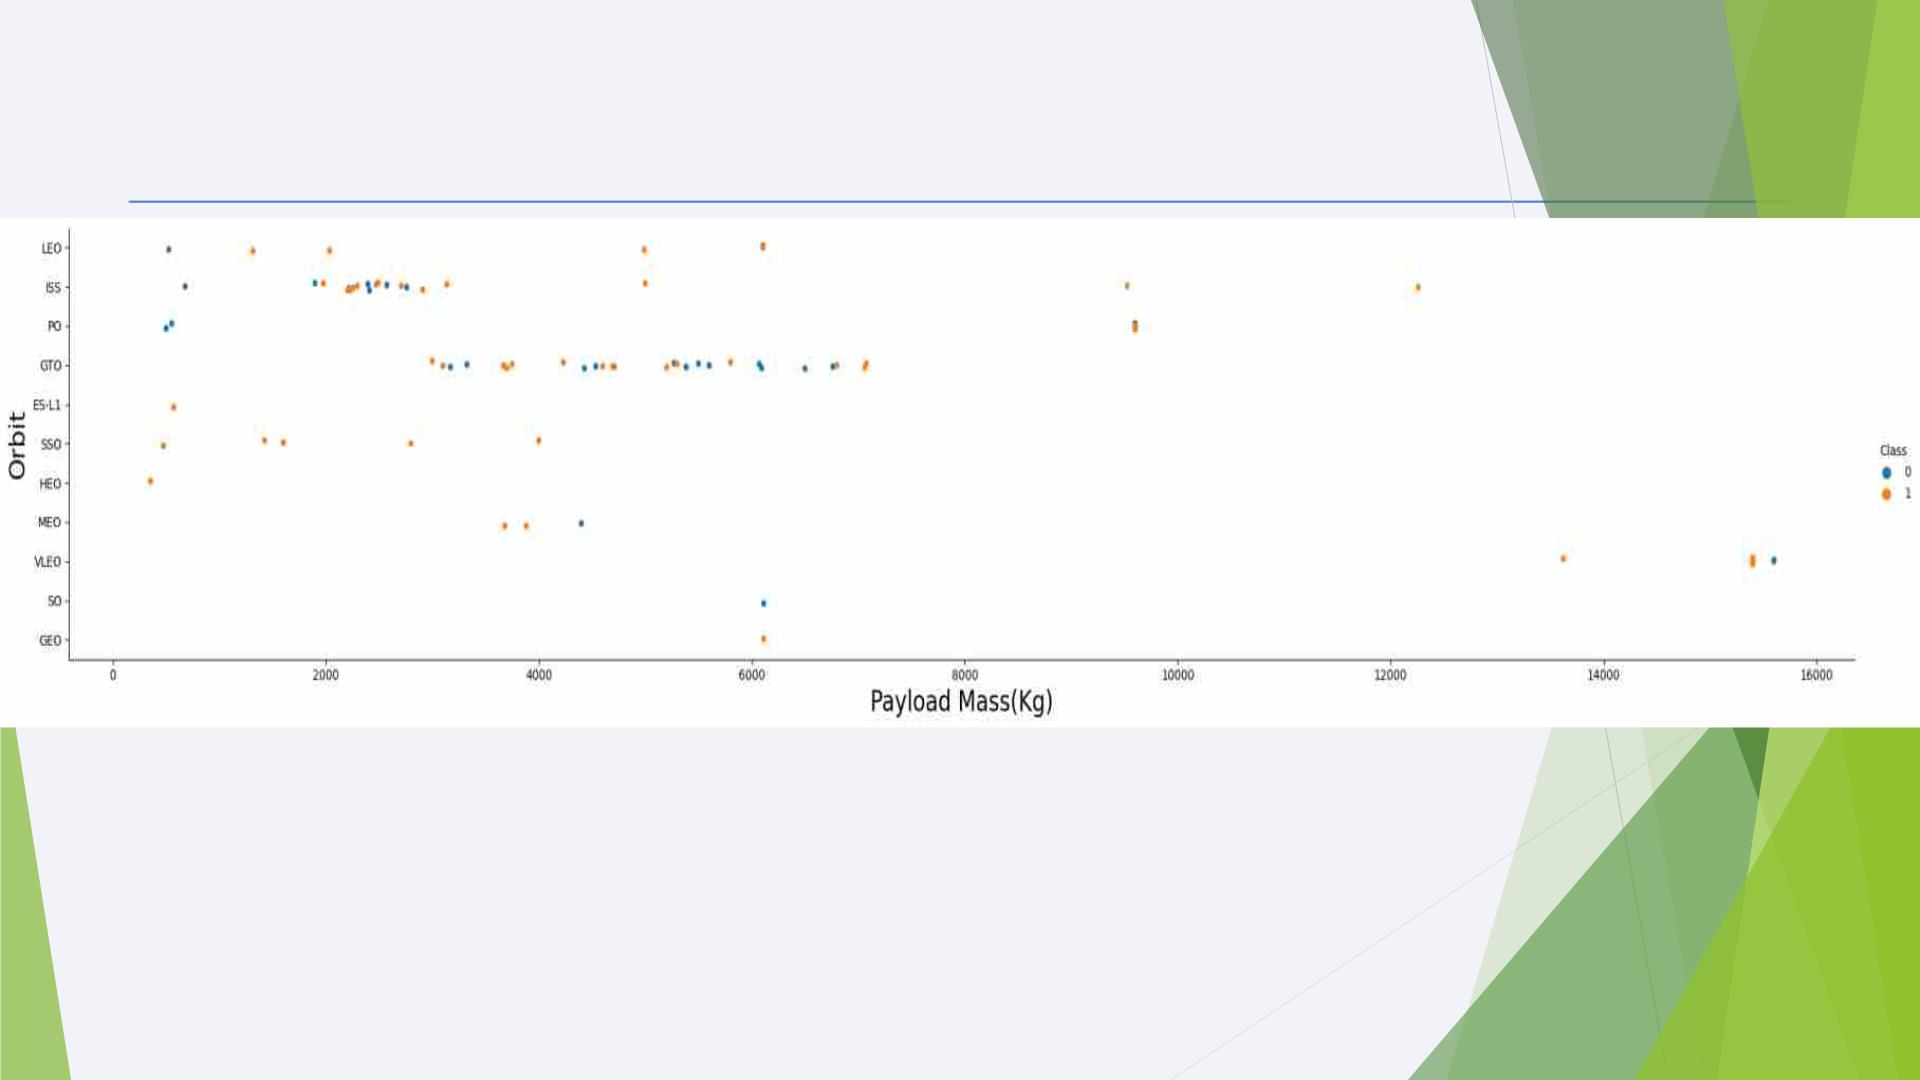 LEO
ISS
PO
GTO
ES-L1
SSO
HEO
MEO
VLEO
SO
GEO
Orbit
0 2000 4000 6000 8000 10000 12000 14000 16000
Payload Mass(Kg)
Class
0
1